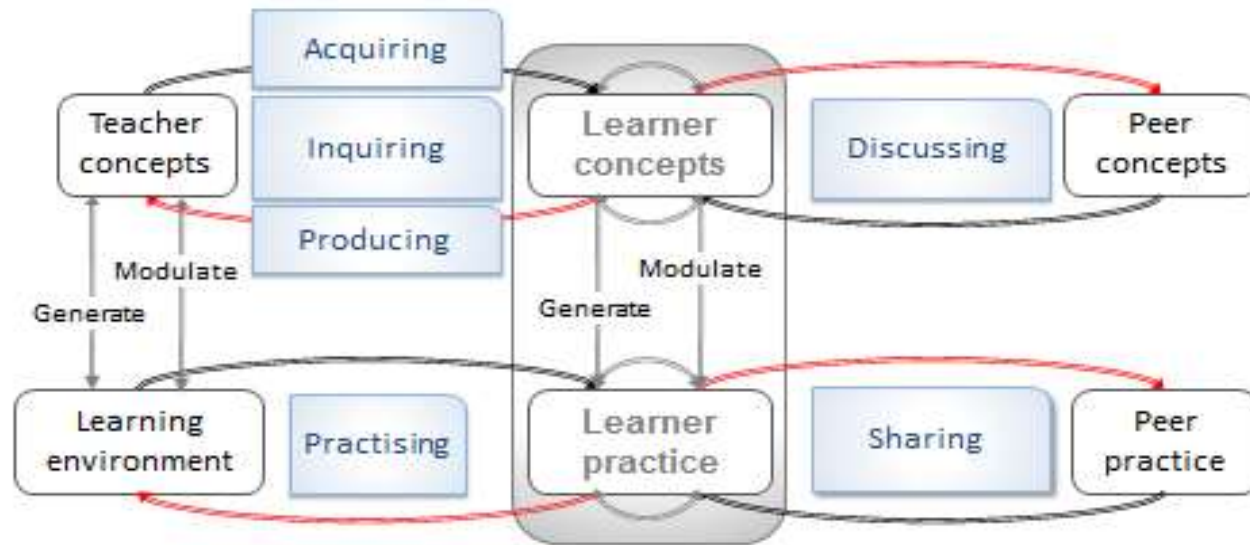 Acquiring
Teacher
concepts
Inquiring
Learner
concepts
Discussing
Peer
concepts
Producing
Modulate
Generate
Modulate
Generate
Learning
environment
Practising
Learner
practice
Sharing
Peer
practice